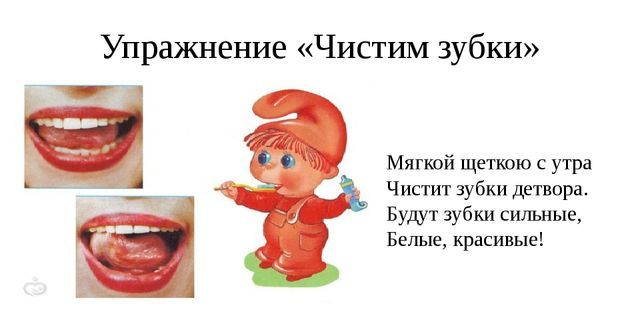 Упражнение «Чистим зубки»
Мягкой щеткою с утра
Чистит зубки детвора.
Будут зубки сильные,
Белые, красивые!